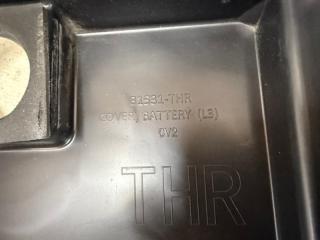 31531-THR
COVER, BATTERY (L3)
CV2
THR